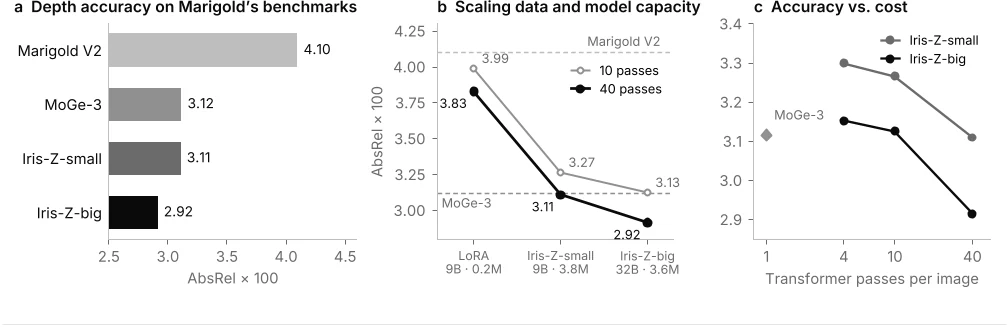 a Depth accuracy on Marigold’s benchmarks
Marigold V2
4.10
MoGe-3
3.12
Iris-Z-small
3.11
Iris-Z-big
2.92
2.5 3.0 3.5 4.0 4.5
AbsRel × 100
b Scaling data and model capacity
AbsRel × 100
4.25
4.00
3.75
3.50
3.25
3.00
Marigold V2
3.99
10 passes
40 passes
3.83
3.27
3.13
MoGe-3
3.11
2.92
LoRA
9B · 0.2M
Iris-Z-small
9B · 3.8M
Iris-Z-big
32B · 3.6M
c Accuracy vs. cost
3.4
3.3
3.2
3.1
3.0
2.9
Iris-Z-small
Iris-Z-big
MoGe-3
1 4 10 40
Transformer passes per image